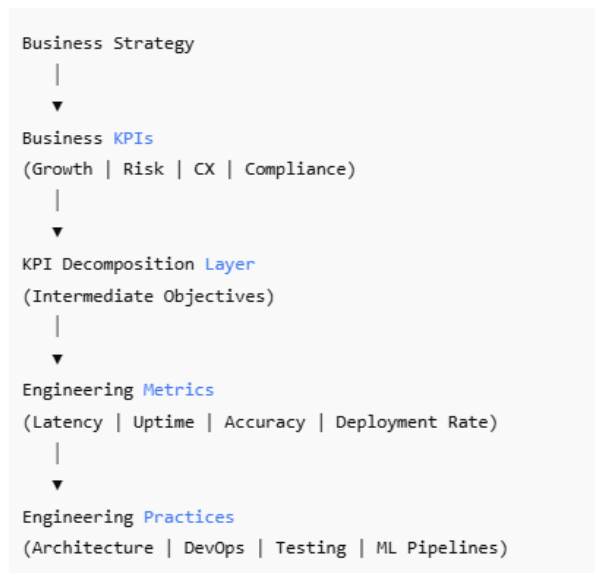 Business Strategy
│
▼
Business KPIs
(Growth | Risk | CX | Compliance)
│
▼
KPI Decomposition Layer
(Intermediate Objectives)
│
▼
Engineering Metrics
(Latency | Uptime | Accuracy | Deployment Rate)
│
▼
Engineering Practices
(Architecture | DevOps | Testing | ML Pipelines)